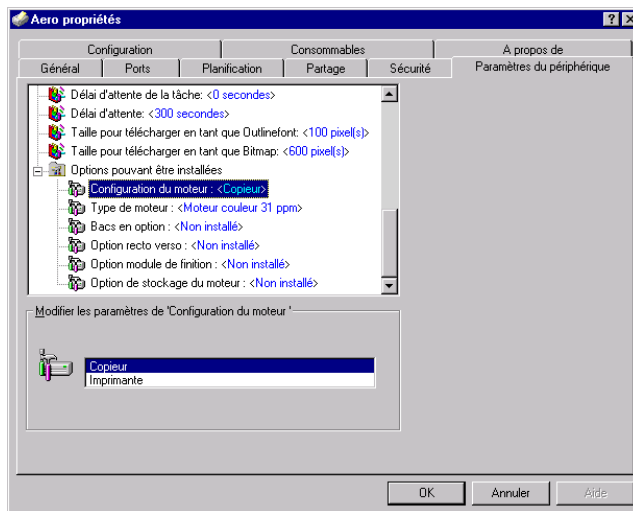 Aero propriétés
Configuration Consommables A propos de
Général Ports Planification Partage Sécurité Paramètres du périphérique
Délai d'attente de la tâche: <0 secondes>
Délai d'attente: <300 secondes>
Taille pour télécharger en tant que Outlinefont: <100 pixel(s)>
Taille pour télécharger en tant que Bitmap: <600 pixel(s)>
Options pouvant être installées
Configuration du moteur : <Copieur>
Type de moteur : <Moteur couleur 31 ppm>
Bacs en option : <Non installé>
Option recto verso : <Non installé>
Option module de finition : <Non installé>
Option de stockage du moteur : <Non installé>
Modifier les paramètres de 'Configuration du moteur '
Copieur
Imprimante
OK Annuler Aide